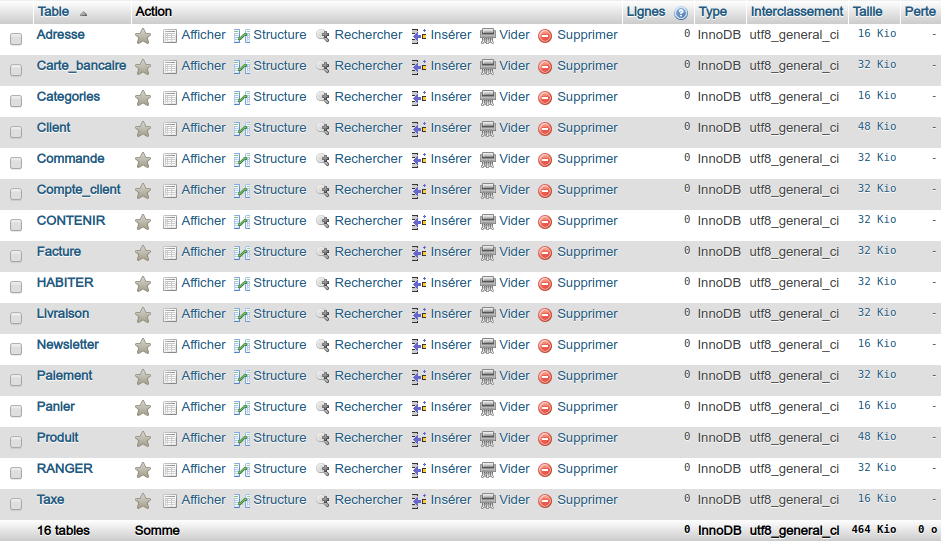 Table Action Lignes Type Interclassement Taille Perte
Adresse Afficher Structure Rechercher Insérer Vider Supprimer 0 InnoDB utf8_general_ci 16 Kio -
Carte_bancaire Afficher Structure Rechercher Insérer Vider Supprimer 0 InnoDB utf8_general_ci 32 Kio -
Categories Afficher Structure Rechercher Insérer Vider Supprimer 0 InnoDB utf8_general_ci 16 Kio -
Client Afficher Structure Rechercher Insérer Vider Supprimer 0 InnoDB utf8_general_ci 48 Kio -
Commande Afficher Structure Rechercher Insérer Vider Supprimer 0 InnoDB utf8_general_ci 32 Kio -
Compte_client Afficher Structure Rechercher Insérer Vider Supprimer 0 InnoDB utf8_general_ci 32 Kio -
CONTENIR Afficher Structure Rechercher Insérer Vider Supprimer 0 InnoDB utf8_general_ci 32 Kio -
Facture Afficher Structure Rechercher Insérer Vider Supprimer 0 InnoDB utf8_general_ci 32 Kio -
HABITER Afficher Structure Rechercher Insérer Vider Supprimer 0 InnoDB utf8_general_ci 32 Kio -
Livraison Afficher Structure Rechercher Insérer Vider Supprimer 0 InnoDB utf8_general_ci 32 Kio -
Newsletter Afficher Structure Rechercher Insérer Vider Supprimer 0 InnoDB utf8_general_ci 16 Kio -
Paiement Afficher Structure Rechercher Insérer Vider Supprimer 0 InnoDB utf8_general_ci 32 Kio -
Panier Afficher Structure Rechercher Insérer Vider Supprimer 0 InnoDB utf8_general_ci 16 Kio -
Produit Afficher Structure Rechercher Insérer Vider Supprimer 0 InnoDB utf8_general_ci 48 Kio -
RANGER Afficher Structure Rechercher Insérer Vider Supprimer 0 InnoDB utf8_general_ci 32 Kio -
Taxe Afficher Structure Rechercher Insérer Vider Supprimer 0 InnoDB utf8_general_ci 16 Kio -
16 tables Somme 0 InnoDB utf8_general_ci 464 Kio 0 o